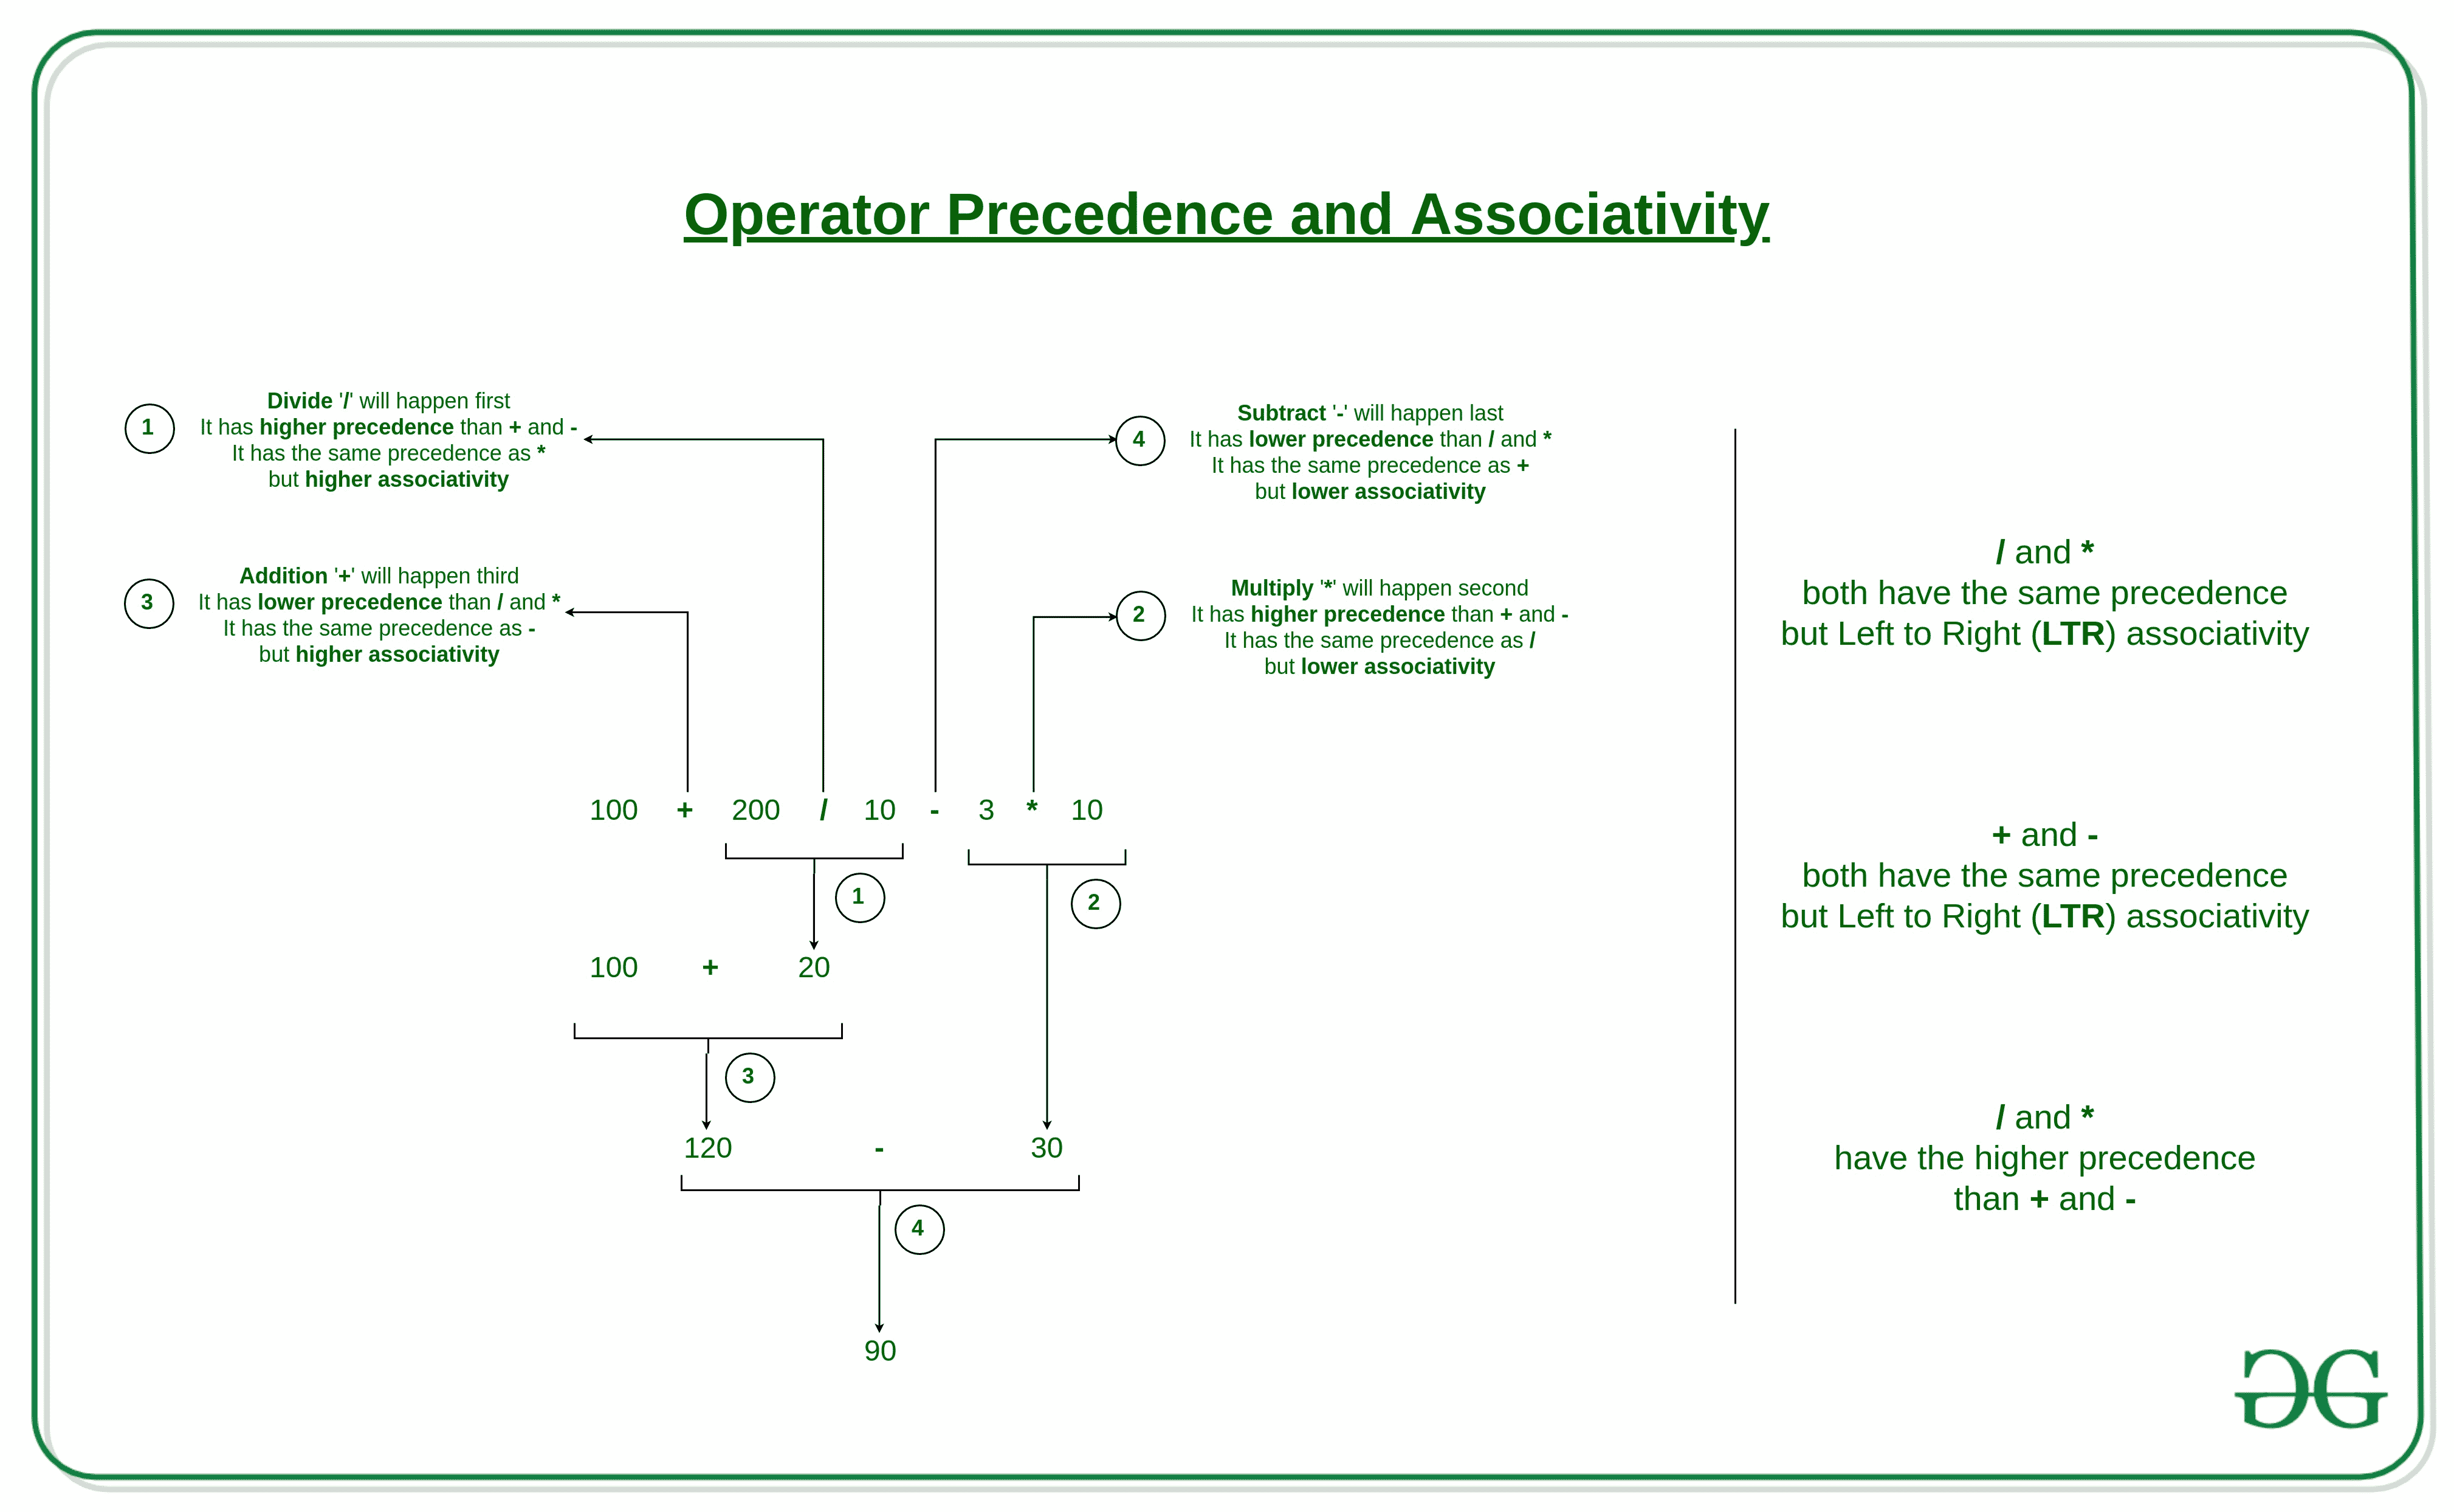 Operator Precedence and Associativity
1
Divide '/' will happen first
It has higher precedence than + and -
It has the same precedence as *
but higher associativity
4
Subtract '-' will happen last
It has lower precedence than / and *
It has the same precedence as +
but lower associativity
3
Addition '+' will happen third
It has lower precedence than / and *
It has the same precedence as -
but higher associativity
2
Multiply '*' will happen second
It has higher precedence than + and -
It has the same precedence as /
but lower associativity
100 + 200 / 10 - 3 * 10
1
2
100 + 20
3
120 - 30
4
90
/ and *
both have the same precedence
but Left to Right (LTR) associativity
+ and -
both have the same precedence
but Left to Right (LTR) associativity
/ and *
have the higher precedence
than + and -
GG